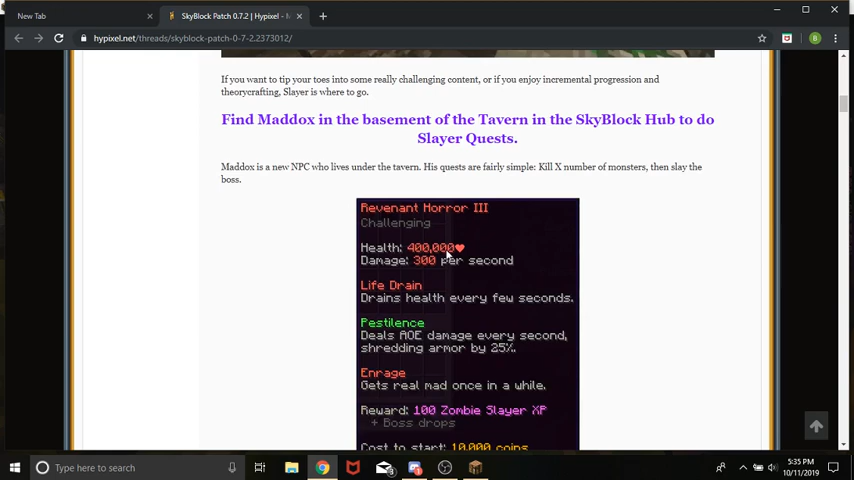 New Tab
SkyBlock Patch 0.7.2 | Hypixel -
hypixel.net/threads/skyblock-patch-0-7-2.2373012/
B
If you want to tip your toes into some really challenging content, or if you enjoy incremental progression and
theorycrafting, Slayer is where to go.
Find Maddox in the basement of the Tavern in the SkyBlock Hub to do
Slayer Quests.
Maddox is a new NPC who lives under the tavern. His quests are fairly simple: Kill X number of monsters, then slay the
boss.
Revenant Horror III
Challenging
Health: 400,000❤
Damage: 300 per second
Life Drain
Drains health every few seconds.
Pestilence
Deals AOE damage every second,
shredding armor by 25%.
Enrage
Gets real mad once in a while.
Reward: 100 Zombie Slayer XP
+ Boss drops
Cost to start: 10,000 coins
Type here to search
5:35 PM
10/11/2019